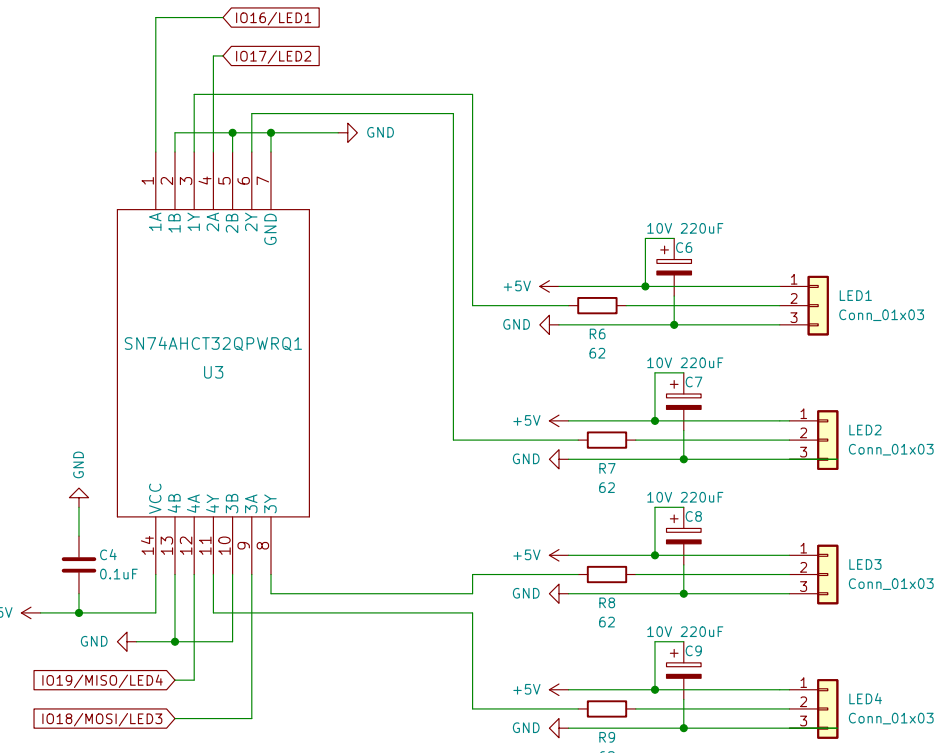 IO16/LED1
IO17/LED2
GND
1 2 3 4 5 6 7
1A 1B 1Y 2A 2B 2Y GND
SN74AHCT32QPWRQ1
U3
VCC 4B 4A 4Y 3B 3A 3Y
14 13 12 11 10 9 8
GND
C4
0.1uF
5V
GND
IO19/MISO/LED4
IO18/MOSI/LED3
10V 220uF
+ C6
+5V
GND
R6
62
1
2
3
LED1
Conn_01x03
10V 220uF
+ C7
+5V
GND
R7
62
1
2
3
LED2
Conn_01x03
10V 220uF
+ C8
+5V
GND
R8
62
1
2
3
LED3
Conn_01x03
10V 220uF
+ C9
+5V
GND
R9
1
2
3
LED4
Conn_01x03